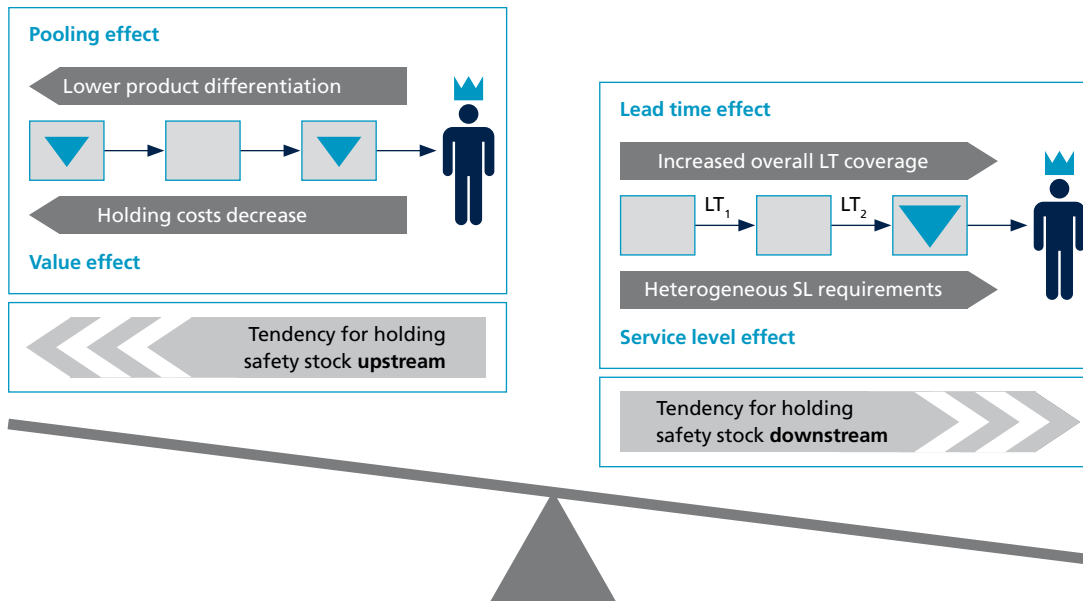 Pooling effect
Lower product differentiation
Holding costs decrease
Value effect
Tendency for holding
safety stock upstream
Lead time effect
Increased overall LT coverage
LT1
LT2
Heterogeneous SL requirements
Service level effect
Tendency for holding
safety stock downstream